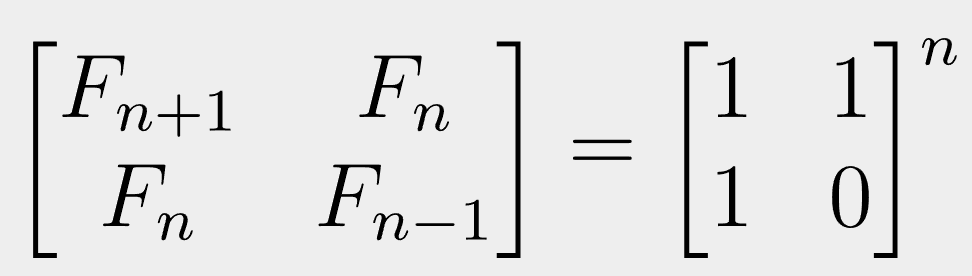 [F_{n+1} F_n
F_n F_{n-1}] = [1 1
1 0]^n